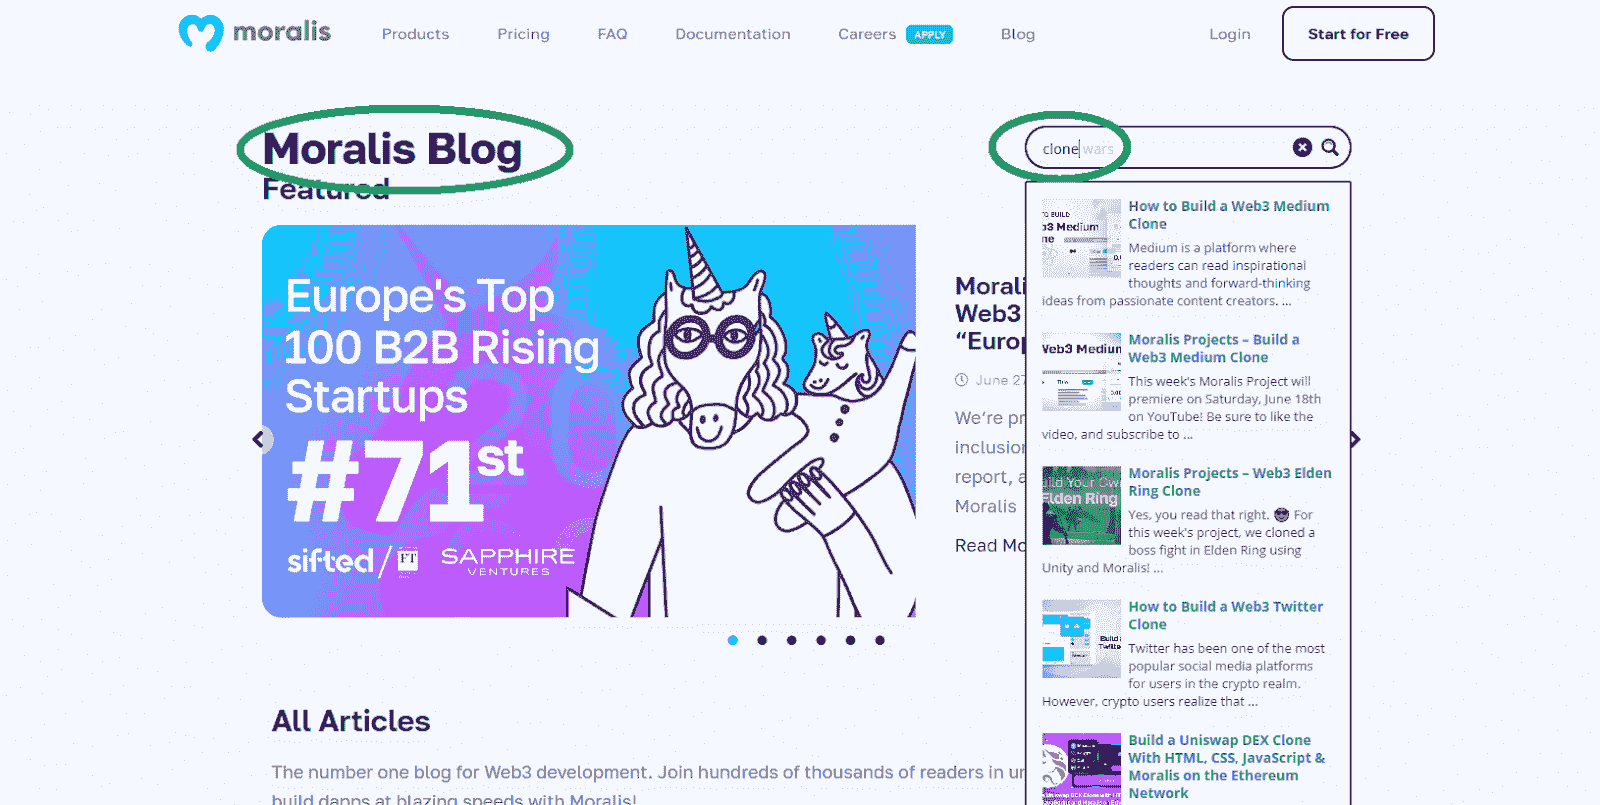 moralis
Products
Pricing
FAQ
Documentation
Careers
APPLY
Blog
Login
Start for Free
Moralis Blog
Featured
clone wars
Europe's Top
100 B2B Rising
Startups
#71st
sifted/
FT
SAPPHIRE
VENTURES
Web3
June 27
Moralis
How to Build a Web3 Medium
Clone
Medium is a platform where
readers can read inspirational
thoughts and forward-thinking
ideas from passionate content creators. ...
Moralis Projects – Build a
Web3 Medium Clone
This week's Moralis Project will
premiere on Saturday, June 18th
on YouTube! Be sure to like the
video, and subscribe to ...
Moralis Projects – Web3 Elden
Ring Clone
Yes, you read that right. 😎 For
this week's project, we cloned a
boss fight in Elden Ring using
Unity and Moralis! ...
How to Build a Web3 Twitter
Clone
Twitter has been one of the most
popular social media platforms
for users in the crypto realm.
However, crypto users realize that ...
Build a Uniswap DEX Clone
With HTML, CSS, JavaScript &
Moralis on the Ethereum
Network
We're
report,
Read
All Articles
The number one blog for Web3 development. Join hundreds of thousands of readers in
build dapps at blazing speeds with Moralis!